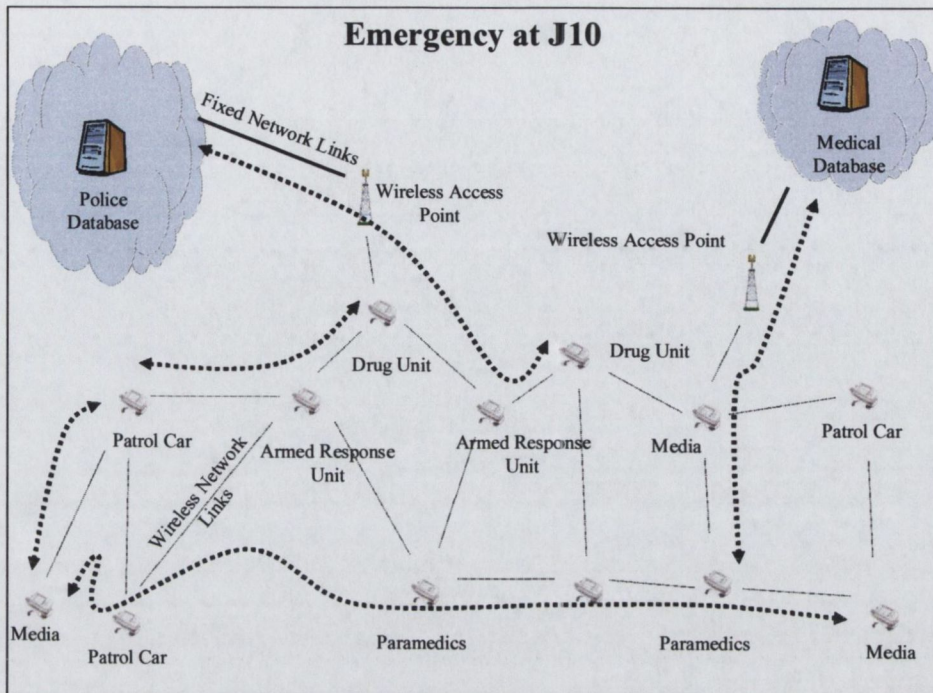 Emergency at J10
Fixed Network Links
Police
Database
Wireless Access
Point
Medical
Database
Wireless Access Point
Drug Unit
Drug Unit
Patrol Car
Armed Response
Unit
Armed Response
Unit
Media
Patrol Car
Wireless Network
Links
Media
Patrol Car
Paramedics
Paramedics
Media